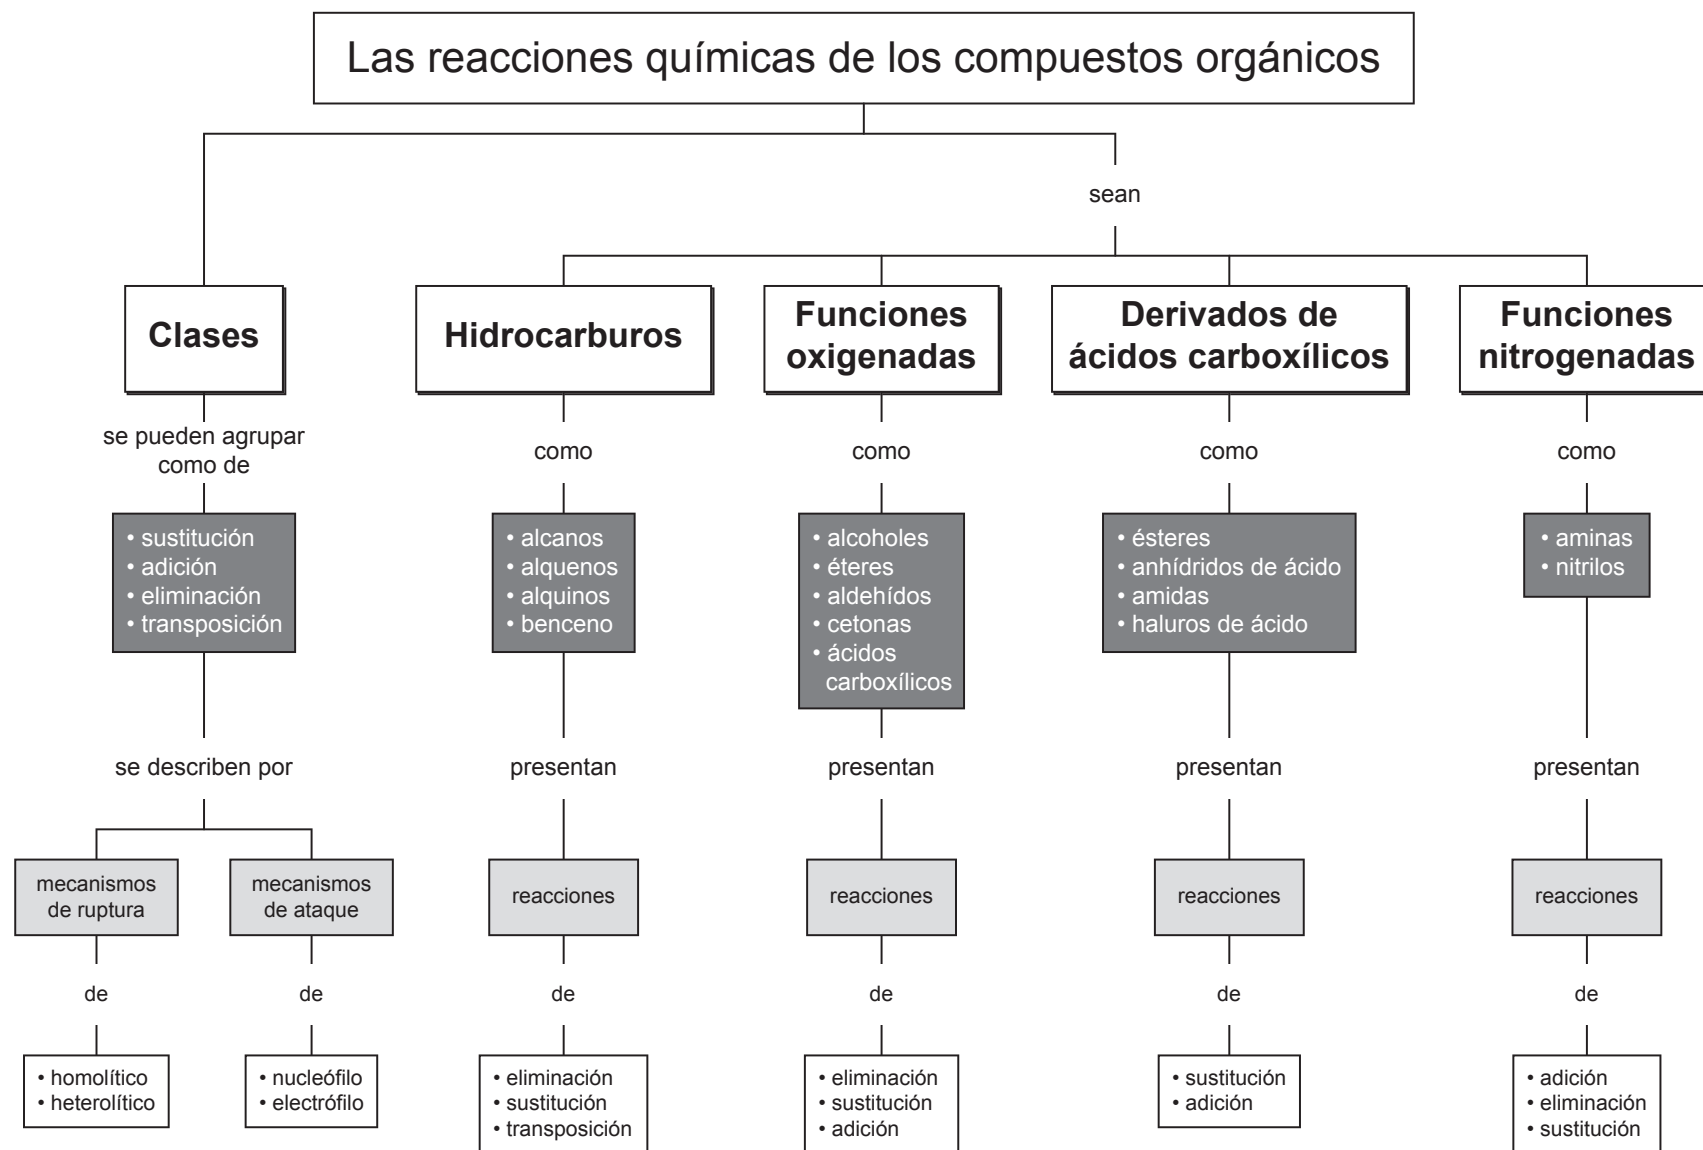 Las reacciones químicas de los compuestos orgánicos
sean
Clases
Hidrocarburos
Funciones
oxigenadas
Derivados de
ácidos carboxílicos
Funciones
nitrogenadas
se pueden agrupar
como de
como
como
como
como
• sustitución
• adición
• eliminación
• transposición
• alcanos
• alquenos
• alquinos
• benceno
• alcoholes
• éteres
• aldehídos
• cetonas
• ácidos
carboxílicos
• ésteres
• anhídridos de ácido
• amidas
• haluros de ácido
• aminas
• nitrilos
se describen por
presentan
presentan
presentan
presentan
mecanismos
de ruptura
mecanismos
de ataque
reacciones
reacciones
reacciones
reacciones
de
de
de
de
de
de
• homolítico
• heterolítico
• nucleófilo
• electrófilo
• eliminación
• sustitución
• transposición
• eliminación
• sustitución
• adición
• sustitución
• adición
• adición
• eliminación
• sustitución